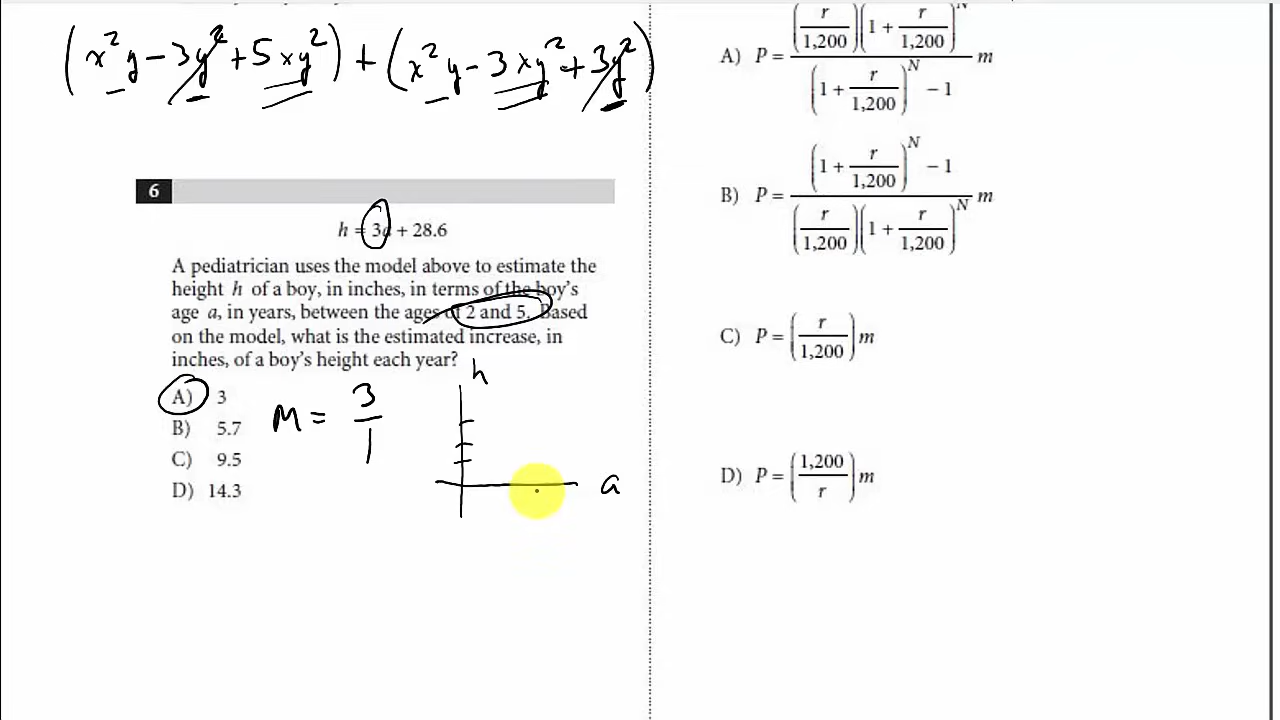 (x²y - 3y² + 5xy²) + (x²y - 3xy² + 3y²)
6
h = 3a + 28.6
A pediatrician uses the model above to estimate the
height h of a boy, in inches, in terms of the boy's
age a, in years, between the ages of 2 and 5. Based
on the model, what is the estimated increase, in
inches, of a boy's height each year?
A) 3
B) 5.7
C) 9.5
D) 14.3
m = 3/1
h
a
A) P = (r/1,200)(1 + r/1,200)^N / ((1 + r/1,200)^N − 1) m
B) P = ((1 + r/1,200)^N − 1) / (r/1,200)(1 + r/1,200)^N m
C) P = (r/1,200) m
D) P = (1,200/r) m